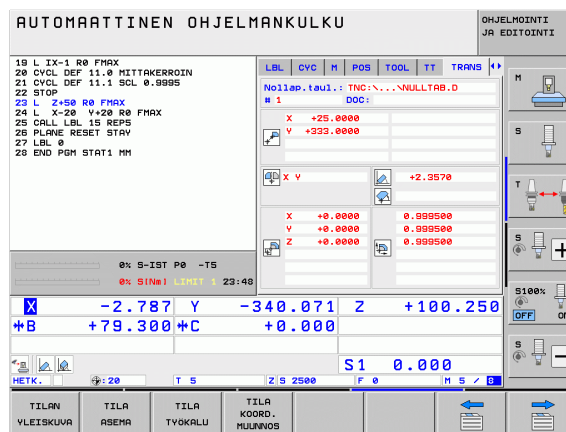 AUTOMAATTINEN OHJELMANKULKU
OHJELMOINTI
JA EDITOINTI
19 L IX-1 R0 FMAX
20 CYCL DEF 11.0 MITTAKERROIN
21 CYCL DEF 11.1 SCL 0.9995
22 STOP
23 L Z+50 R0 FMAX
24 L X-20 Y+20 R0 FMAX
25 CALL LBL 15 REP5
26 PLANE RESET STAY
27 LBL 0
28 END PGM STAT1 MM
LBL CYC M POS TOOL TT TRANS
Nollap.taul.: TNC:\...\NULLTAB.D
# 1 DOC:
X +25.0000
Y +333.0000
X Y +2.3570
X +0.0000 0.999500
Y +0.0000 0.999500
Z +0.0000 0.999500
0% S-IST P0 -T5
0% S[Nm] LIMIT 1 23:48
X -2.787 Y -340.071 Z +100.250
B +79.300 C +0.000
S1 0.000
HETK. : 20 T 5 Z S 2500 F 0 M 5 / 8
M
S
T
S
S100%
OFF ON
S
TILAN YLEISKUVA
TILA ASEMA
TILA TYÖKALU
TILA KOORD. MUUNNOS